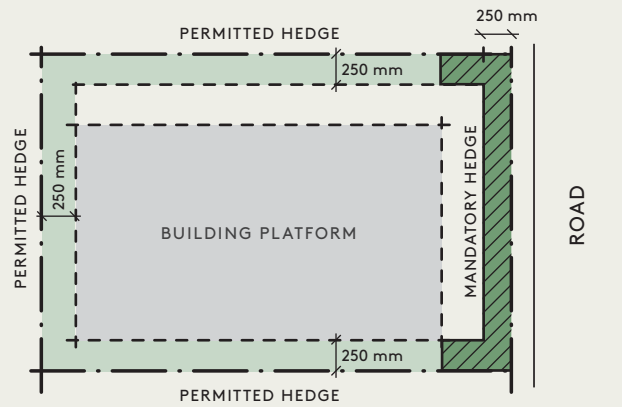 250 mm
PERMITTED HEDGE
250 mm
PERMITTED HEDGE
250 mm
BUILDING PLATFORM
MANDATORY HEDGE
ROAD
250 mm
PERMITTED HEDGE